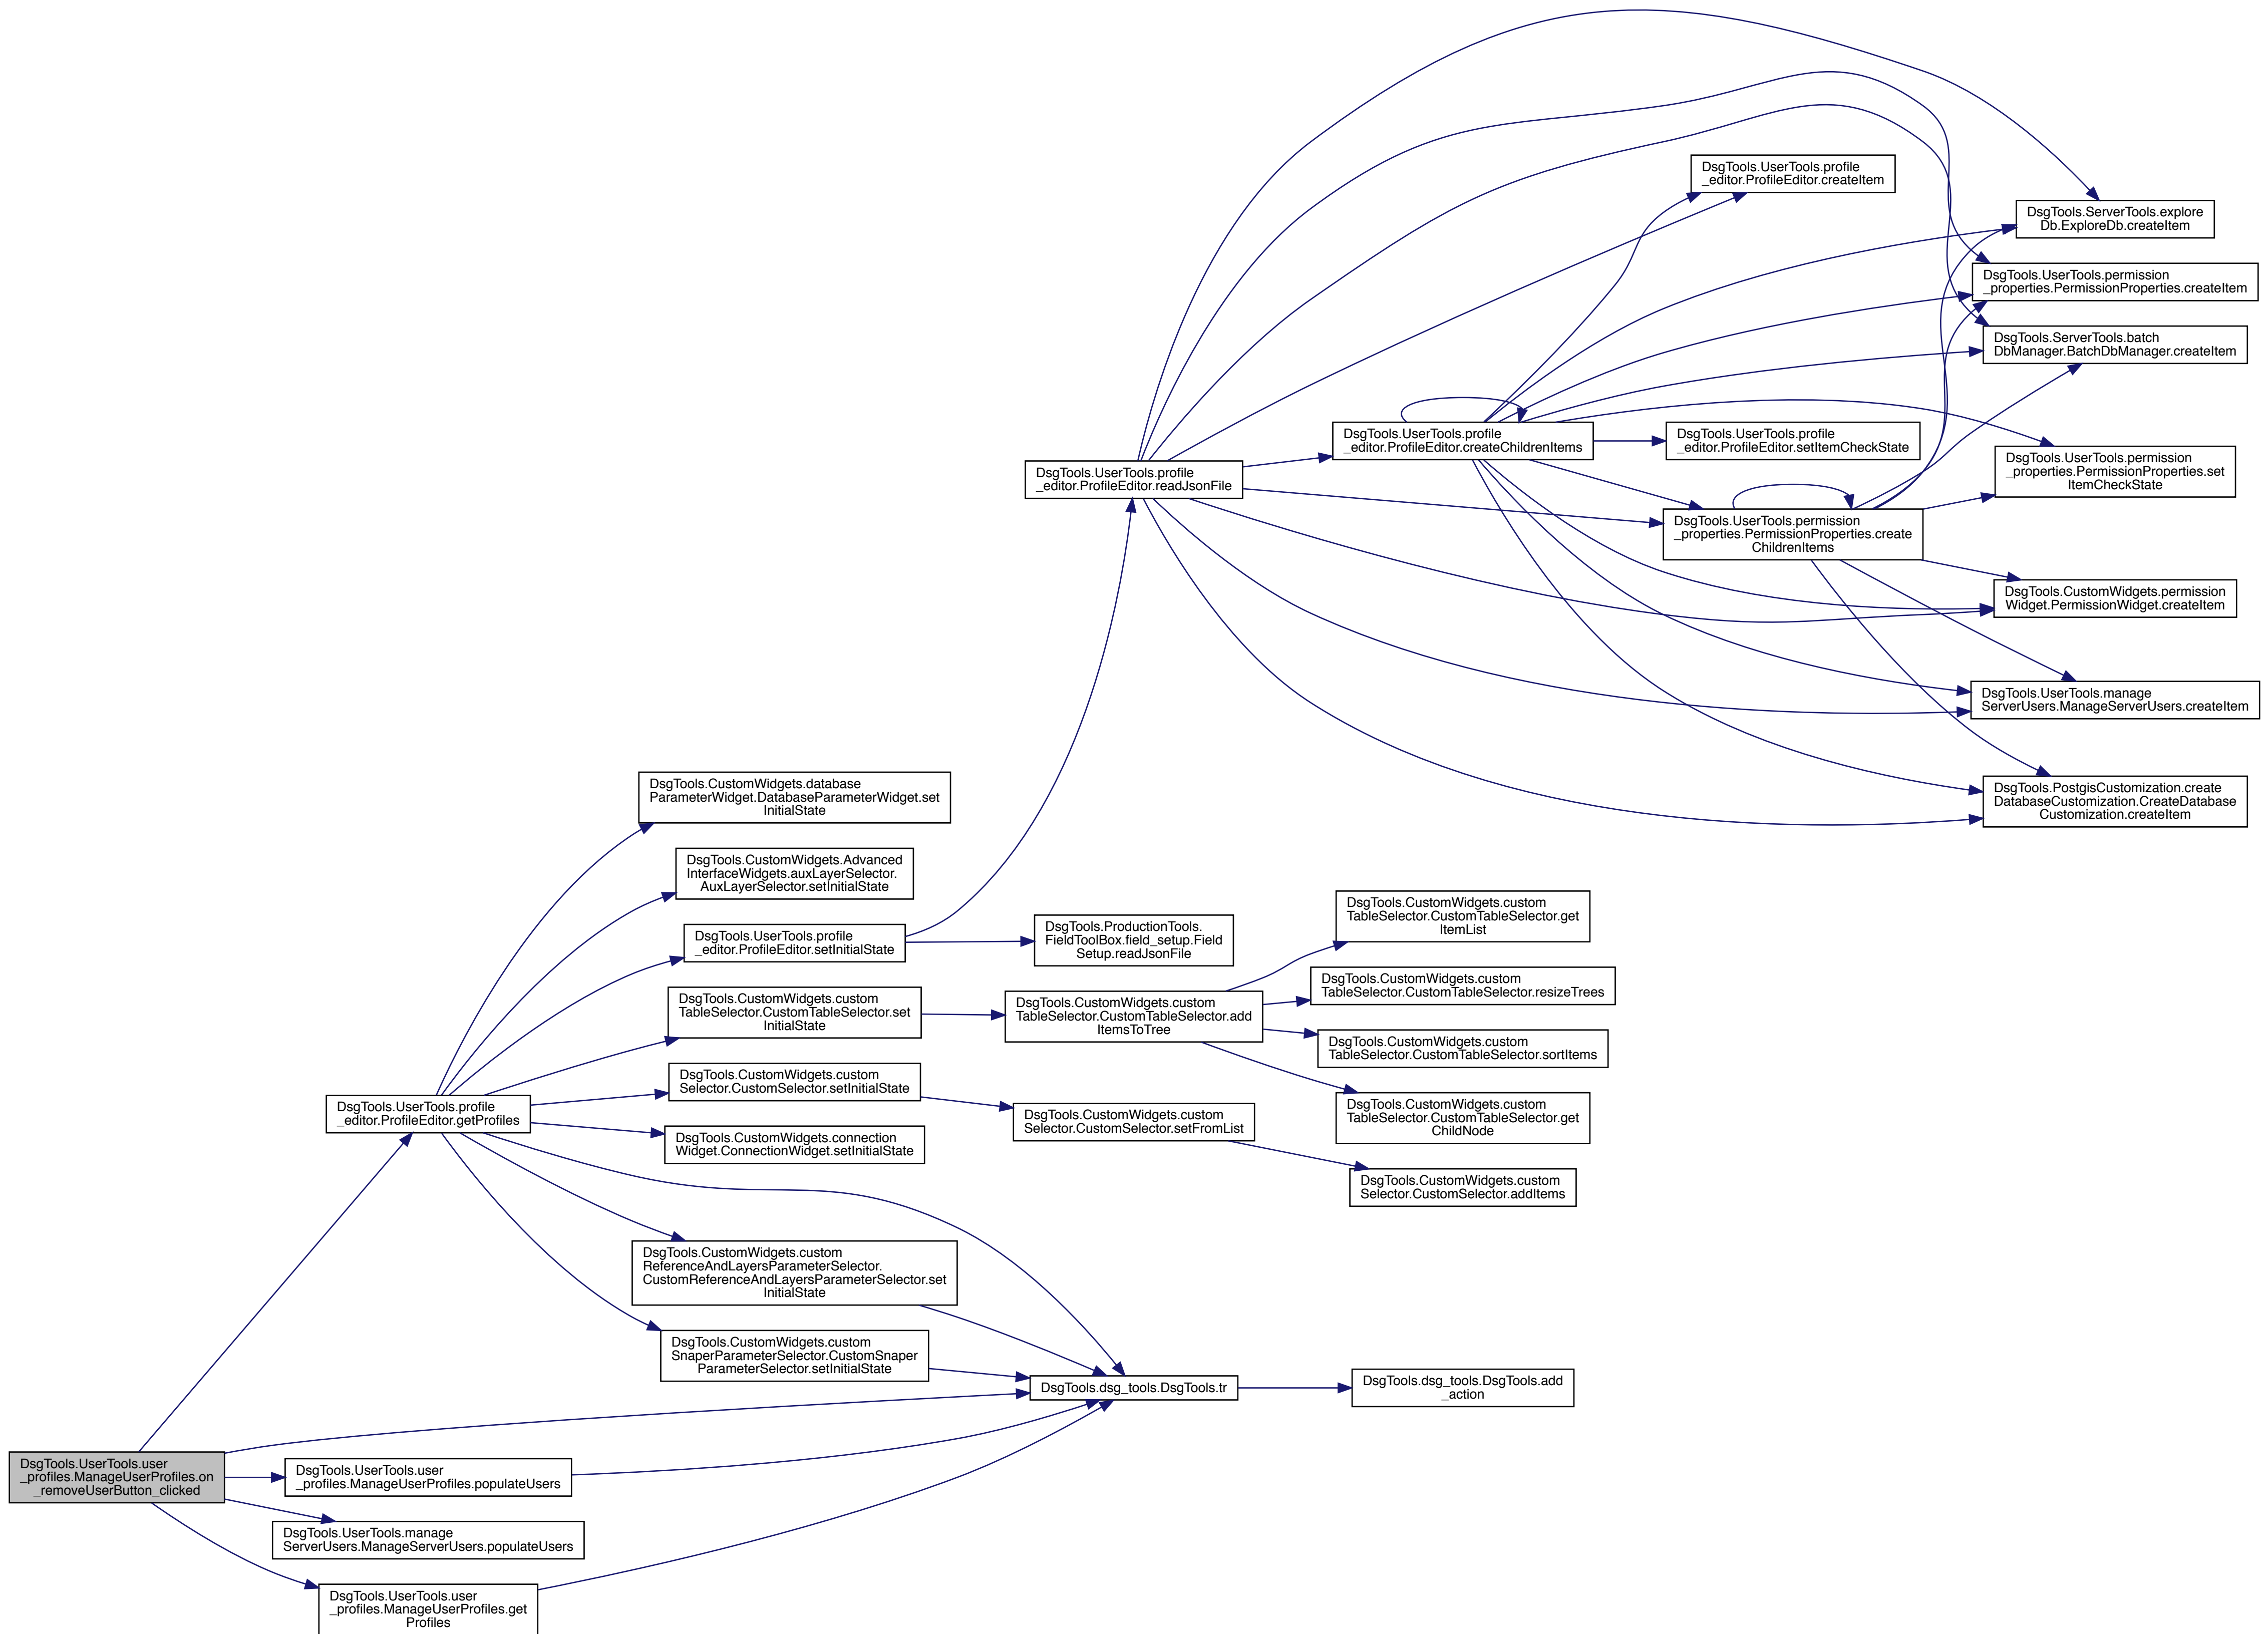 DsgTools.UserTools.profile
_editor.ProfileEditor.createItem
DsgTools.ServerTools.explore
Db.ExploreDb.createItem
DsgTools.UserTools.permission
_properties.PermissionProperties.createItem
DsgTools.ServerTools.batch
DbManager.BatchDbManager.createItem
DsgTools.UserTools.profile
_editor.ProfileEditor.createChildrenItems
DsgTools.UserTools.profile
_editor.ProfileEditor.setItemCheckState
DsgTools.UserTools.permission
_properties.PermissionProperties.set
ItemCheckState
DsgTools.UserTools.profile
_editor.ProfileEditor.readJsonFile
DsgTools.UserTools.permission
_properties.PermissionProperties.create
ChildrenItems
DsgTools.CustomWidgets.permission
Widget.PermissionWidget.createItem
DsgTools.UserTools.manage
ServerUsers.ManageServerUsers.createItem
DsgTools.PostgisCustomization.create
DatabaseCustomization.CreateDatabase
Customization.createItem
DsgTools.CustomWidgets.database
ParameterWidget.DatabaseParameterWidget.set
InitialState
DsgTools.CustomWidgets.Advanced
InterfaceWidgets.auxLayerSelector.
AuxLayerSelector.setInitialState
DsgTools.UserTools.profile
_editor.ProfileEditor.setInitialState
DsgTools.ProductionTools.
FieldToolBox.field_setup.Field
Setup.readJsonFile
DsgTools.CustomWidgets.custom
TableSelector.CustomTableSelector.get
ItemList
DsgTools.CustomWidgets.custom
TableSelector.CustomTableSelector.resizeTrees
DsgTools.CustomWidgets.custom
TableSelector.CustomTableSelector.set
InitialState
DsgTools.CustomWidgets.custom
TableSelector.CustomTableSelector.add
ItemsToTree
DsgTools.CustomWidgets.custom
TableSelector.CustomTableSelector.sortItems
DsgTools.CustomWidgets.custom
Selector.CustomSelector.setInitialState
DsgTools.CustomWidgets.custom
TableSelector.CustomTableSelector.get
ChildNode
DsgTools.UserTools.profile
_editor.ProfileEditor.getProfiles
DsgTools.CustomWidgets.custom
Selector.CustomSelector.setFromList
DsgTools.CustomWidgets.connection
Widget.ConnectionWidget.setInitialState
DsgTools.CustomWidgets.custom
Selector.CustomSelector.addItems
DsgTools.CustomWidgets.custom
ReferenceAndLayersParameterSelector.
CustomReferenceAndLayersParameterSelector.set
InitialState
DsgTools.CustomWidgets.custom
SnaperParameterSelector.CustomSnaper
ParameterSelector.setInitialState
DsgTools.dsg_tools.DsgTools.tr
DsgTools.dsg_tools.DsgTools.add
_action
DsgTools.UserTools.user
_profiles.ManageUserProfiles.on
_removeUserButton_clicked
DsgTools.UserTools.user
_profiles.ManageUserProfiles.populateUsers
DsgTools.UserTools.manage
ServerUsers.ManageServerUsers.populateUsers
DsgTools.UserTools.user
_profiles.ManageUserProfiles.get
Profiles